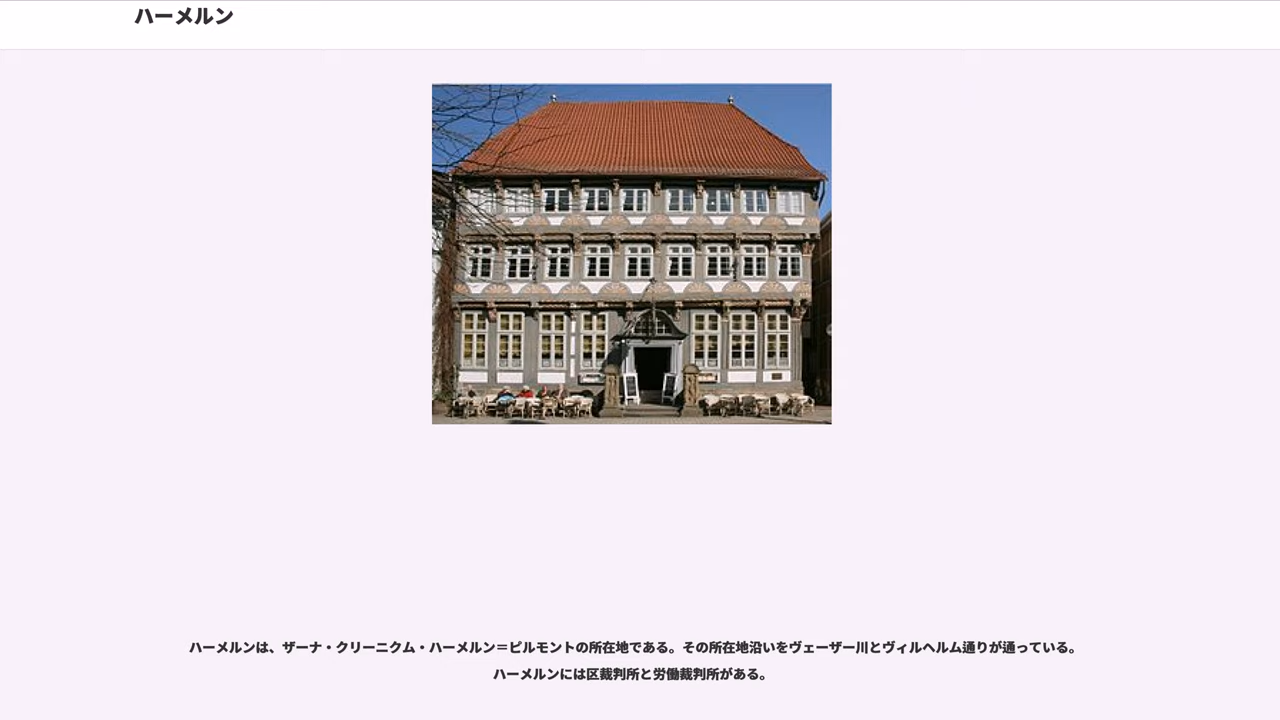 ハーメルン
ハーメルンは、ザーナ・クリーニクム・ハーメルン＝ピルモントの所在地である。その所在地沿いをヴェーザー川とヴィルヘルム通りが通っている。
ハーメルンには区裁判所と労働裁判所がある。